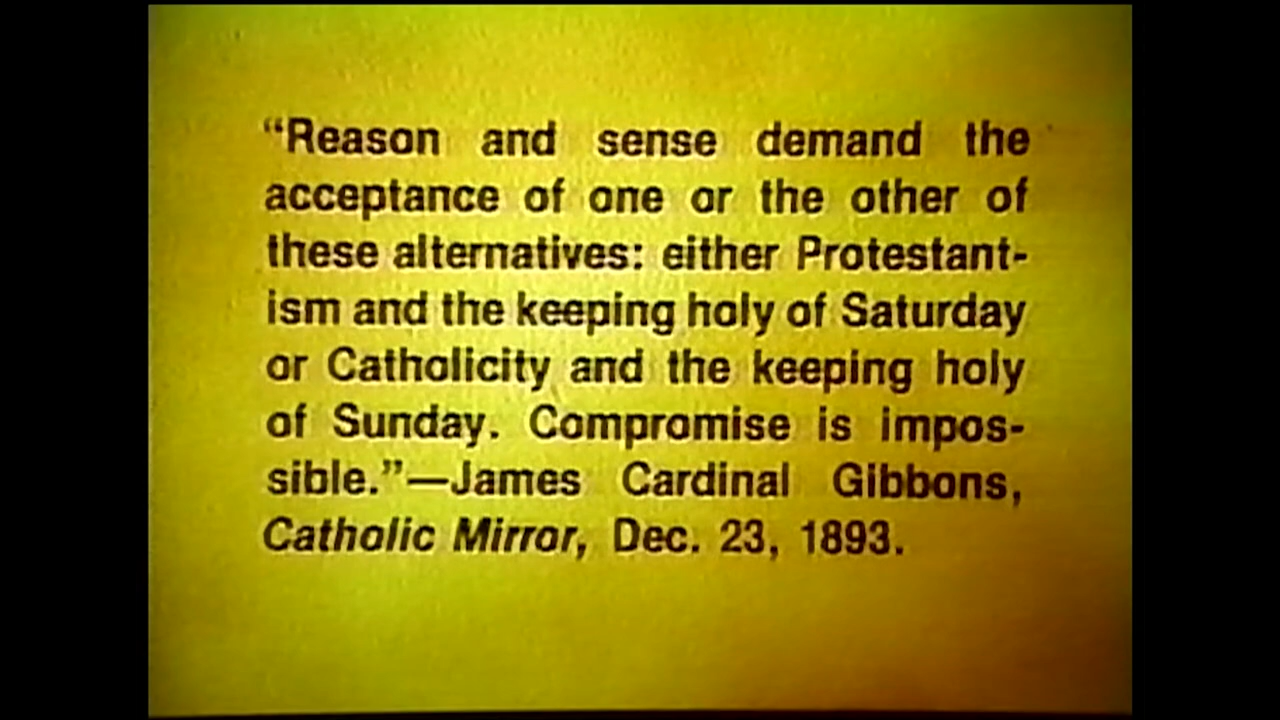 “Reason and sense demand the
acceptance of one or the other of
these alternatives: either Protestant-
ism and the keeping holy of Saturday
or Catholicity and the keeping holy
of Sunday. Compromise is impos-
sible.”—James Cardinal Gibbons,
Catholic Mirror, Dec. 23, 1893.